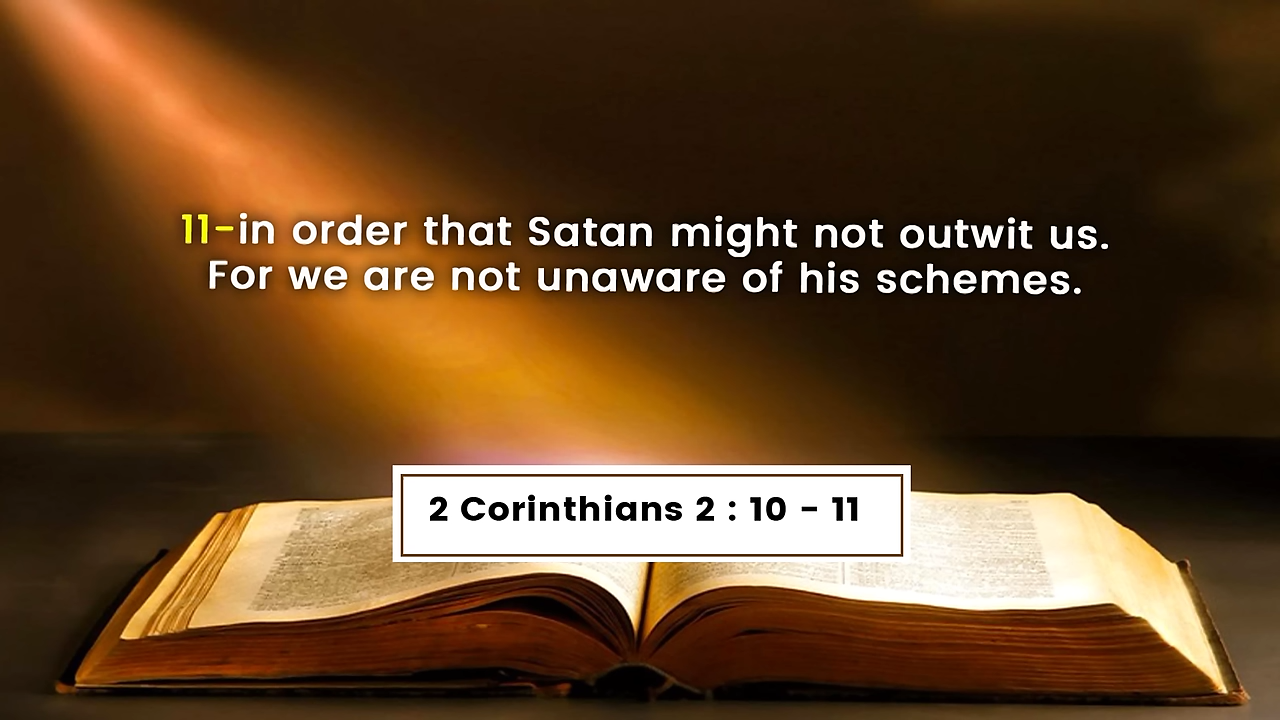 11-in order that Satan might not outwit us.
For we are not unaware of his schemes.
2 Corinthians 2 : 10 - 11